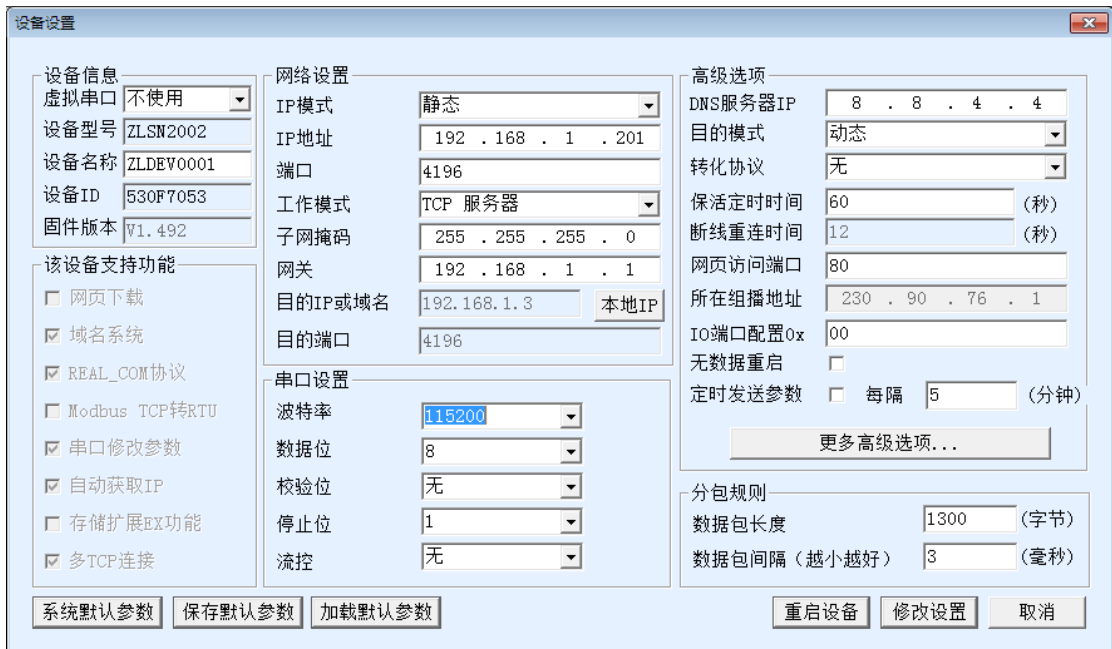 设备设置
设备信息
虚拟串口 不使用
设备型号 ZLSN2002
设备名称 ZLDEV0001
设备ID 530F7053
固件版本 V1.492
该设备支持功能
网页下载
域名系统
REAL_COM协议
Modbus TCP转RTU
串口修改参数
自动获取IP
存储扩展EX功能
多TCP连接
网络设置
IP模式 静态
IP地址 192 . 168 . 1 . 201
端口 4196
工作模式 TCP 服务器
子网掩码 255 . 255 . 255 . 0
网关 192 . 168 . 1 . 1
目的IP或域名 192.168.1.3 本地IP
目的端口 4196
串口设置
波特率 115200
数据位 8
校验位 无
停止位 1
流控 无
高级选项
DNS服务器IP 8 . 8 . 4 . 4
目的模式 动态
转化协议 无
保活定时时间 60 (秒)
断线重连时间 12 (秒)
网页访问端口 80
所在组播地址 230 . 90 . 76 . 1
IO端口配置0x 00
无数据重启
定时发送参数 每隔 5 (分钟)
更多高级选项...
分包规则
数据包长度 1300 (字节)
数据包间隔（越小越好） 3 (毫秒)
系统默认参数 保存默认参数 加载默认参数 重启设备 修改设置 取消